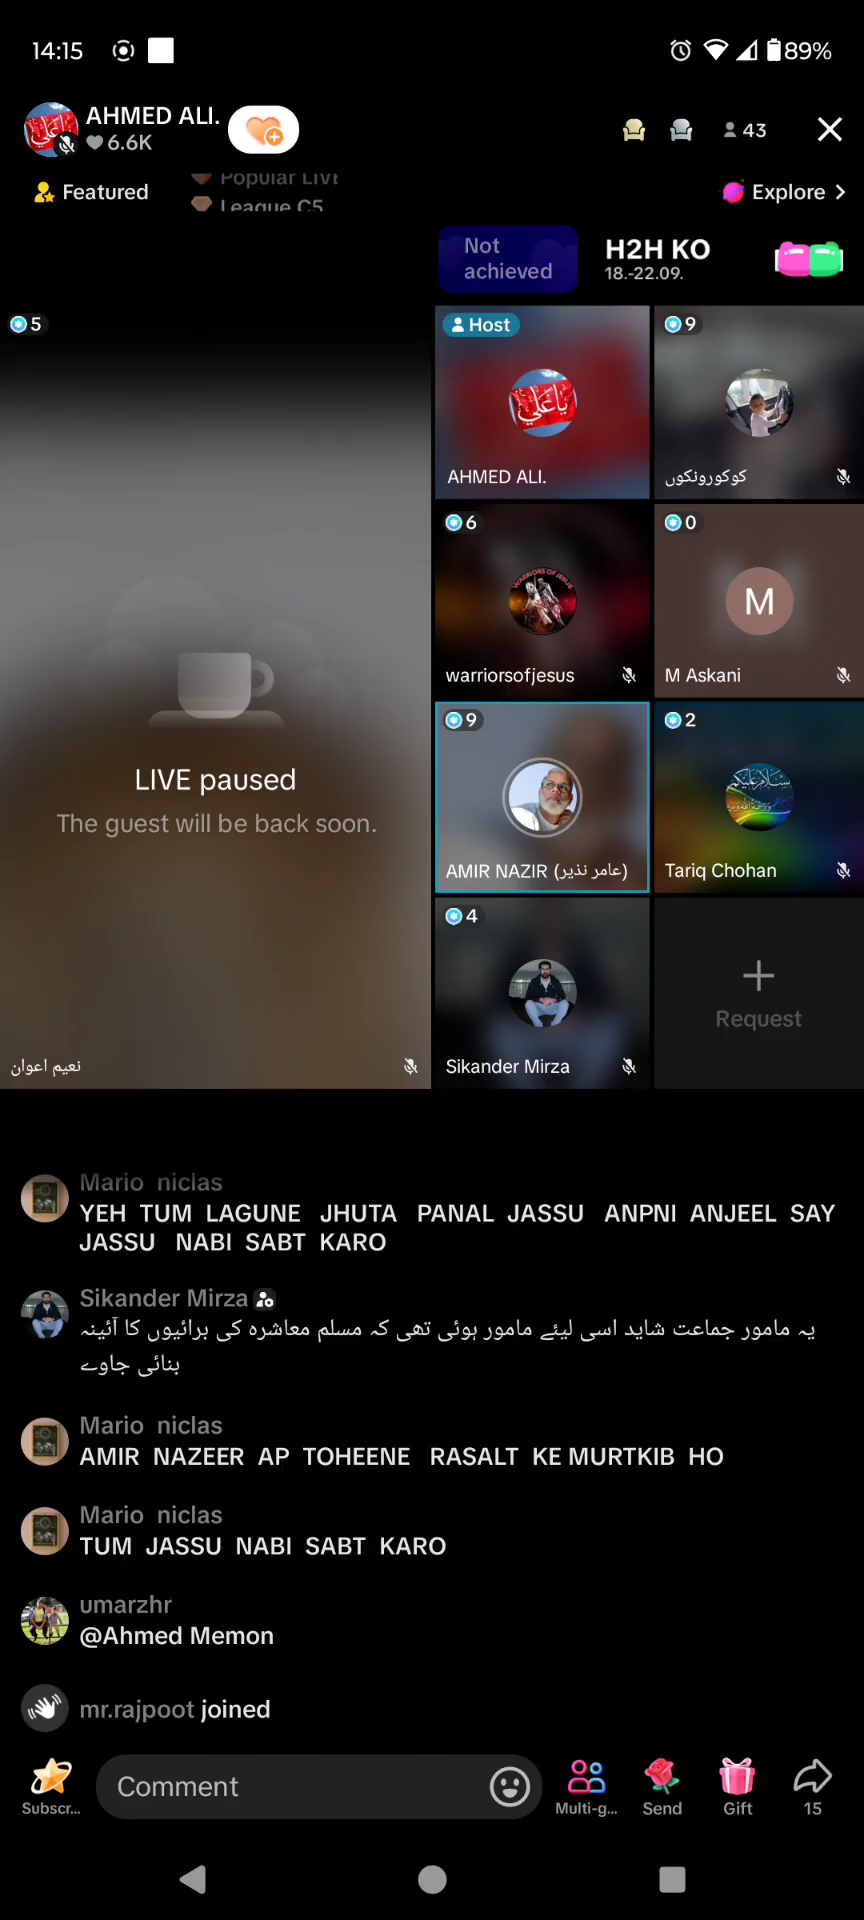 14:15
89%
AHMED ALI.
6.6K
43
Featured
Popular LIVE
League C5
Explore
Not
achieved
H2H KO
18.-22.09.
5
Host
ياعلي
AHMED ALI.
9
کوکورونکوں
6
WARRIORS OF JESUS
warriorsofjesus
0
M
M Askani
LIVE paused
The guest will be back soon.
9
AMIR NAZIR (عامر نذیر)
2
Tariq Chohan
4
Sikander Mirza
Request
نعیم اعوان
Mario niclas
YEH TUM LAGUNE JHUTA PANAL JASSU ANPNI ANJEEL SAY
JASSU NABI SABT KARO
Sikander Mirza
یہ مامور جماعت شاید اسی لیئے مامور ہوئی تھی کہ مسلم معاشرہ کی برائیوں کا آئینہ
بنائی جاوے
Mario niclas
AMIR NAZEER AP TOHEENE RASALT KE MURTKIB HO
Mario niclas
TUM JASSU NABI SABT KARO
umarzhr
@Ahmed Memon
mr.rajpoot joined
Subscr...
Comment
Multi-g...
Send
Gift
15